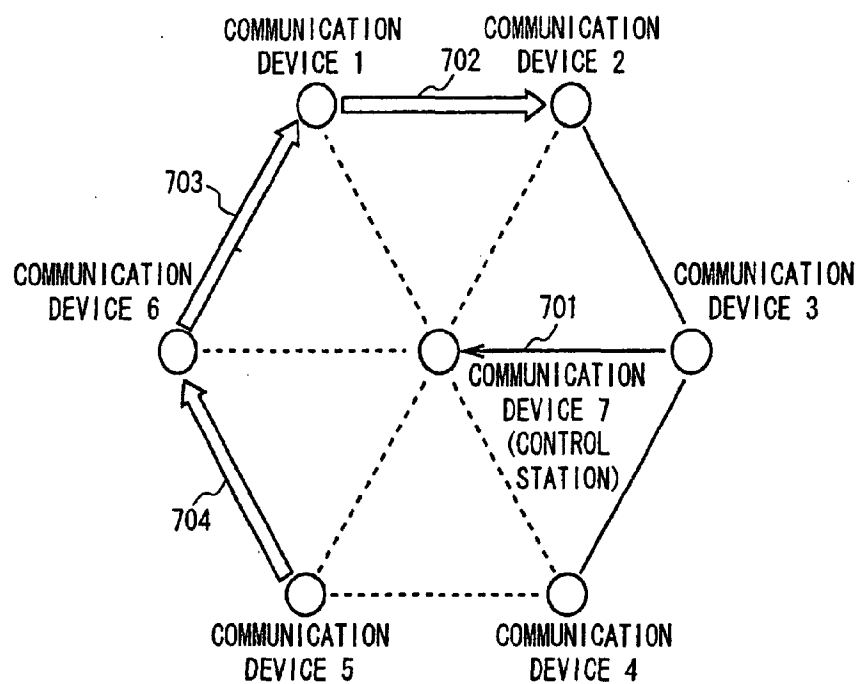 COMMUNICATION
DEVICE 1
702
COMMUNICATION
DEVICE 2
703
COMMUNICATION
DEVICE 6
701
COMMUNICATION
DEVICE 3
COMMUNICATION
DEVICE 7
(CONTROL
STATION)
704
COMMUNICATION
DEVICE 5
COMMUNICATION
DEVICE 4